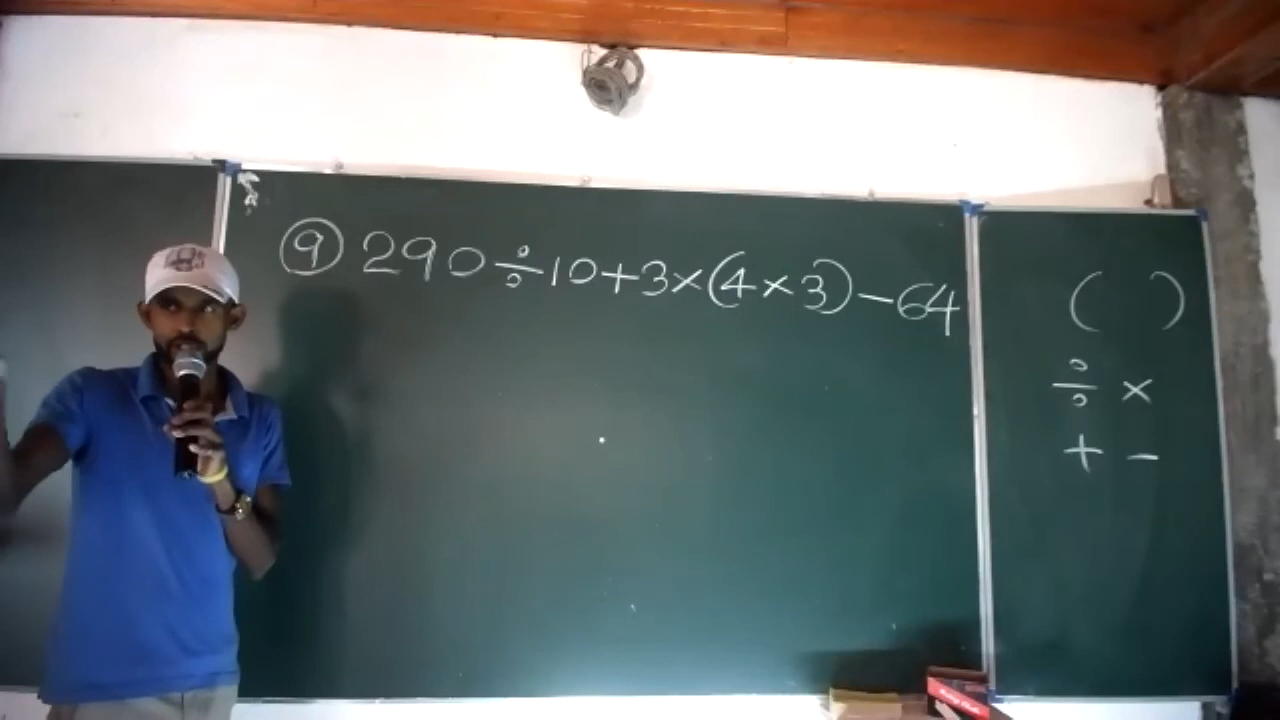 ⑨ 290÷10+3×(4×3)-64
( )
÷ ×
+ -